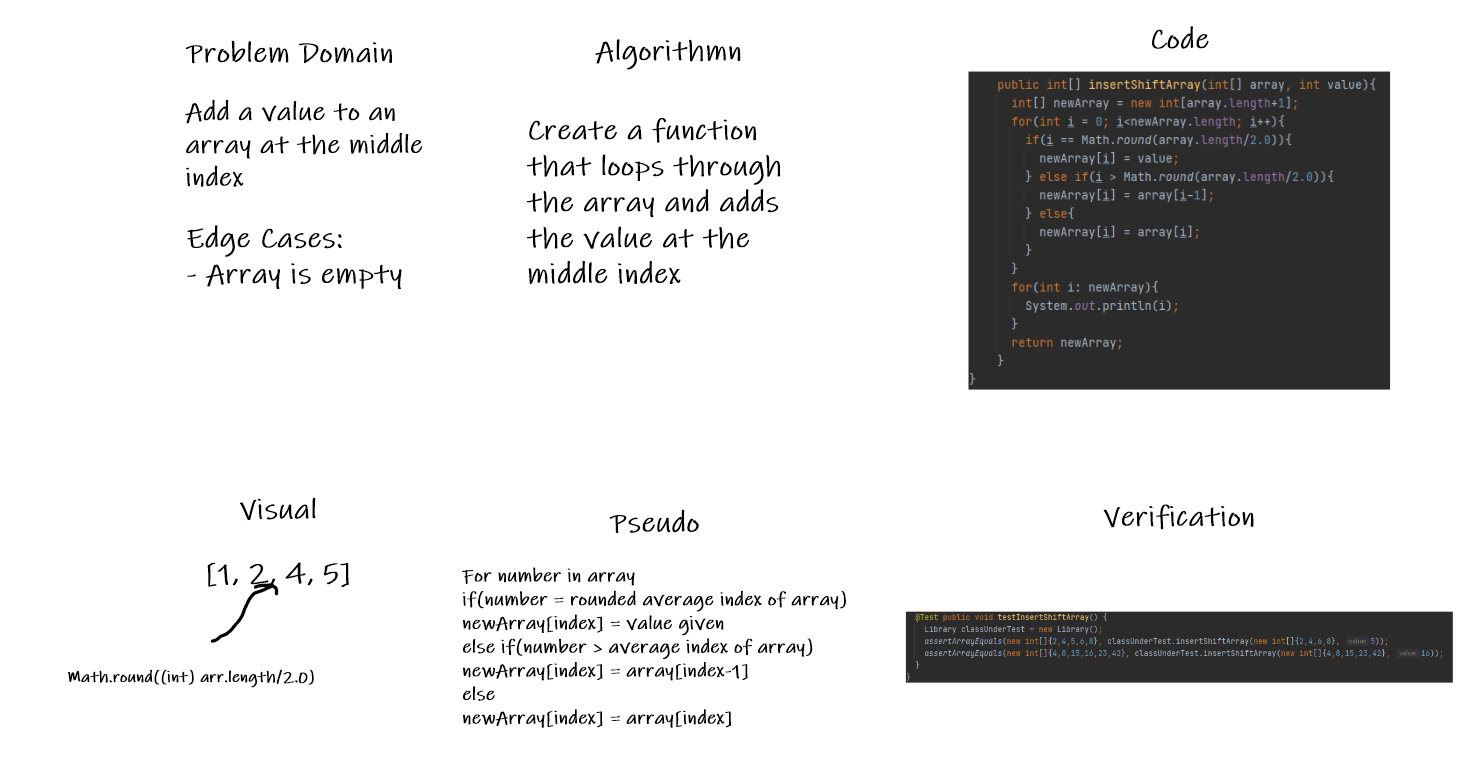 Problem Domain
Add a value to an
array at the middle
index
Edge Cases:
- Array is empty
Algorithmn
Create a function
that loops through
the array and adds
the value at the
middle index
Code
public int[] insertShiftArray(int[] array, int value){
int[] newArray = new int[array.length+1];
for(int i = 0; i<newArray.length; i++){
if(i == Math.round(array.length/2.0)){
newArray[i] = value;
} else if(i > Math.round(array.length/2.0)){
newArray[i] = array[i-1];
} else{
newArray[i] = array[i];
}
}
for(int i: newArray){
System.out.println(i);
}
return newArray;
}
}
Visual
[1, 2, 4, 5]
Math.round((int) arr.length/2.0)
Pseudo
For number in array
if(number = rounded average index of array)
newArray[index] = value given
else if(number > average index of array)
newArray[index] = array[index-1]
else
newArray[index] = array[index]
Verification
@Test public void testInsertShiftArray() {
Library classUnderTest = new Library();
assertArrayEquals(new int[]{2,4,5,6,8}, classUnderTest.insertShiftArray(new int[]{2,4,6,8}, value: 5));
assertArrayEquals(new int[]{4,8,15,16,23,42}, classUnderTest.insertShiftArray(new int[]{4,8,15,23,42}, value: 16));
}
}